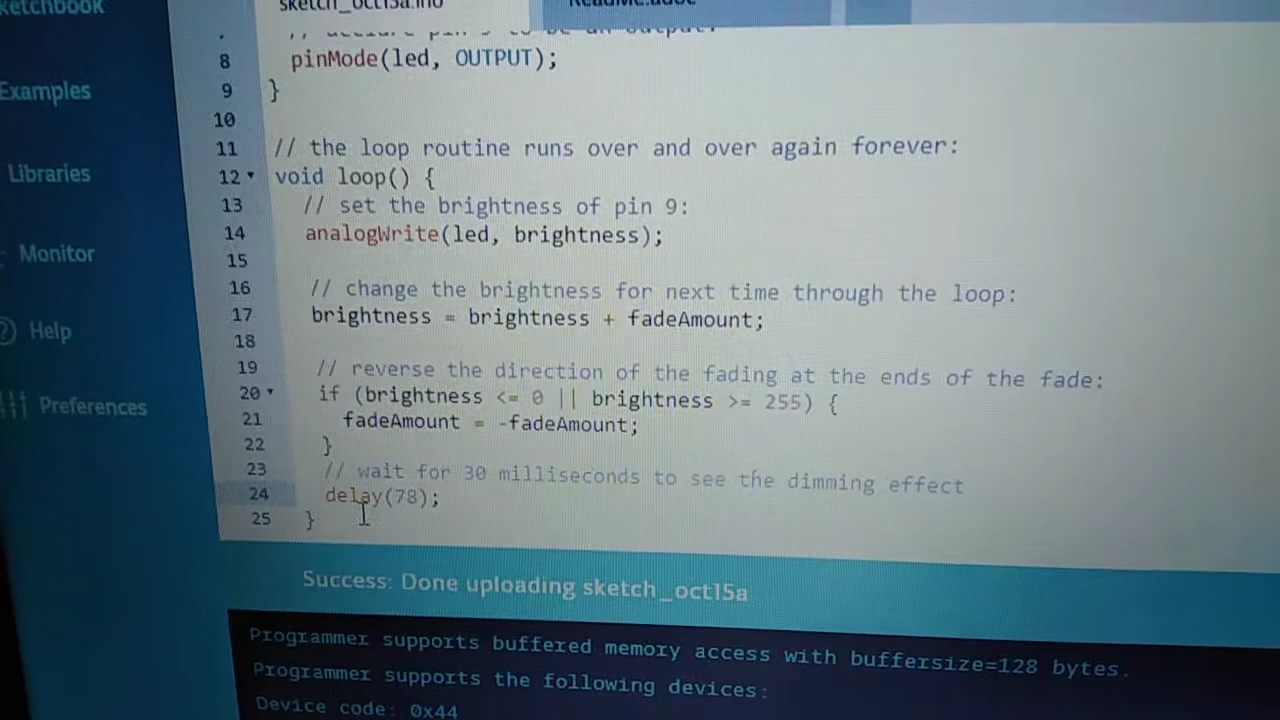 sketch_oct15a.ino
ReadMe.adoc
Examples
Libraries
Monitor
Help
Preferences
8 pinMode(led, OUTPUT);
9 }
10
11 // the loop routine runs over and over again forever:
12 void loop() {
13 // set the brightness of pin 9:
14 analogWrite(led, brightness);
15
16 // change the brightness for next time through the loop:
17 brightness = brightness + fadeAmount;
18
19 // reverse the direction of the fading at the ends of the fade:
20 if (brightness <= 0 || brightness >= 255) {
21 fadeAmount = -fadeAmount;
22 }
23 // wait for 30 milliseconds to see the dimming effect
24 delay(78);
25 }
Success: Done uploading sketch_oct15a
Programmer supports buffered memory access with buffersize=128 bytes.
Programmer supports the following devices:
Device code: 0x44